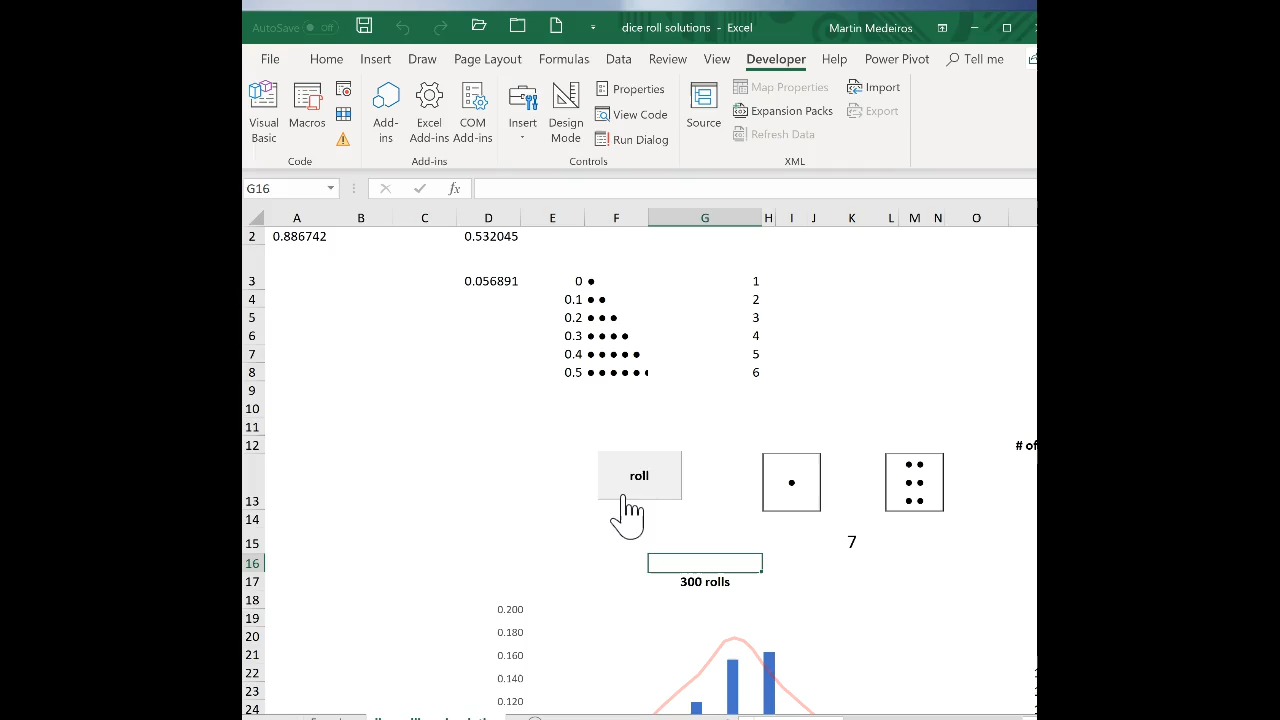 AutoSave Off dice roll solutions - Excel Martin Medeiros
File Home Insert Draw Page Layout Formulas Data Review View Developer Help Power Pivot Tell me
Visual Basic
Macros
Code
Add-ins
Excel Add-ins
COM Add-ins
Add-ins
Insert
Design Mode
Properties
View Code
Run Dialog
Controls
Source
Map Properties
Expansion Packs
Refresh Data
Import
Export
XML
G16 fx
A B C D E F G H I J K L M N O
2 0.886742 0.532045
3 0.056891 0 1
4 0.1 2
5 0.2 3
6 0.3 4
7 0.4 5
8 0.5 6
9
10
11
12 # of
roll
13
14
15 7
16
17 300 rolls
18
19 0.200
20 0.180
21 0.160
22 0.140
23
24 0.120